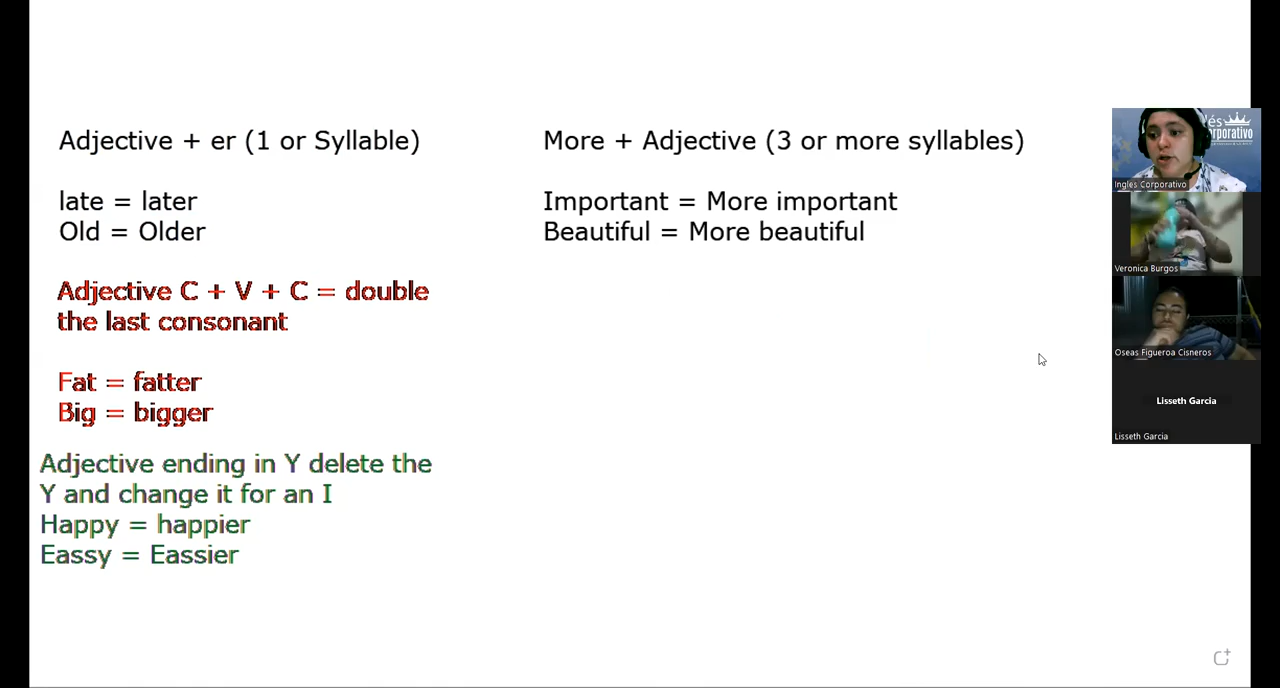 Adjective + er (1 or Syllable)
late = later
Old = Older
Adjective C + V + C = double
the last consonant
Fat = fatter
Big = bigger
Adjective ending in Y delete the
Y and change it for an I
Happy = happier
Eassy = Eassier
More + Adjective (3 or more syllables)
Important = More important
Beautiful = More beautiful
Ingles Corporativo
Veronica Burgos
Oseas Figueroa Cisneros
Lisseth Garcia
Lisseth Garcia